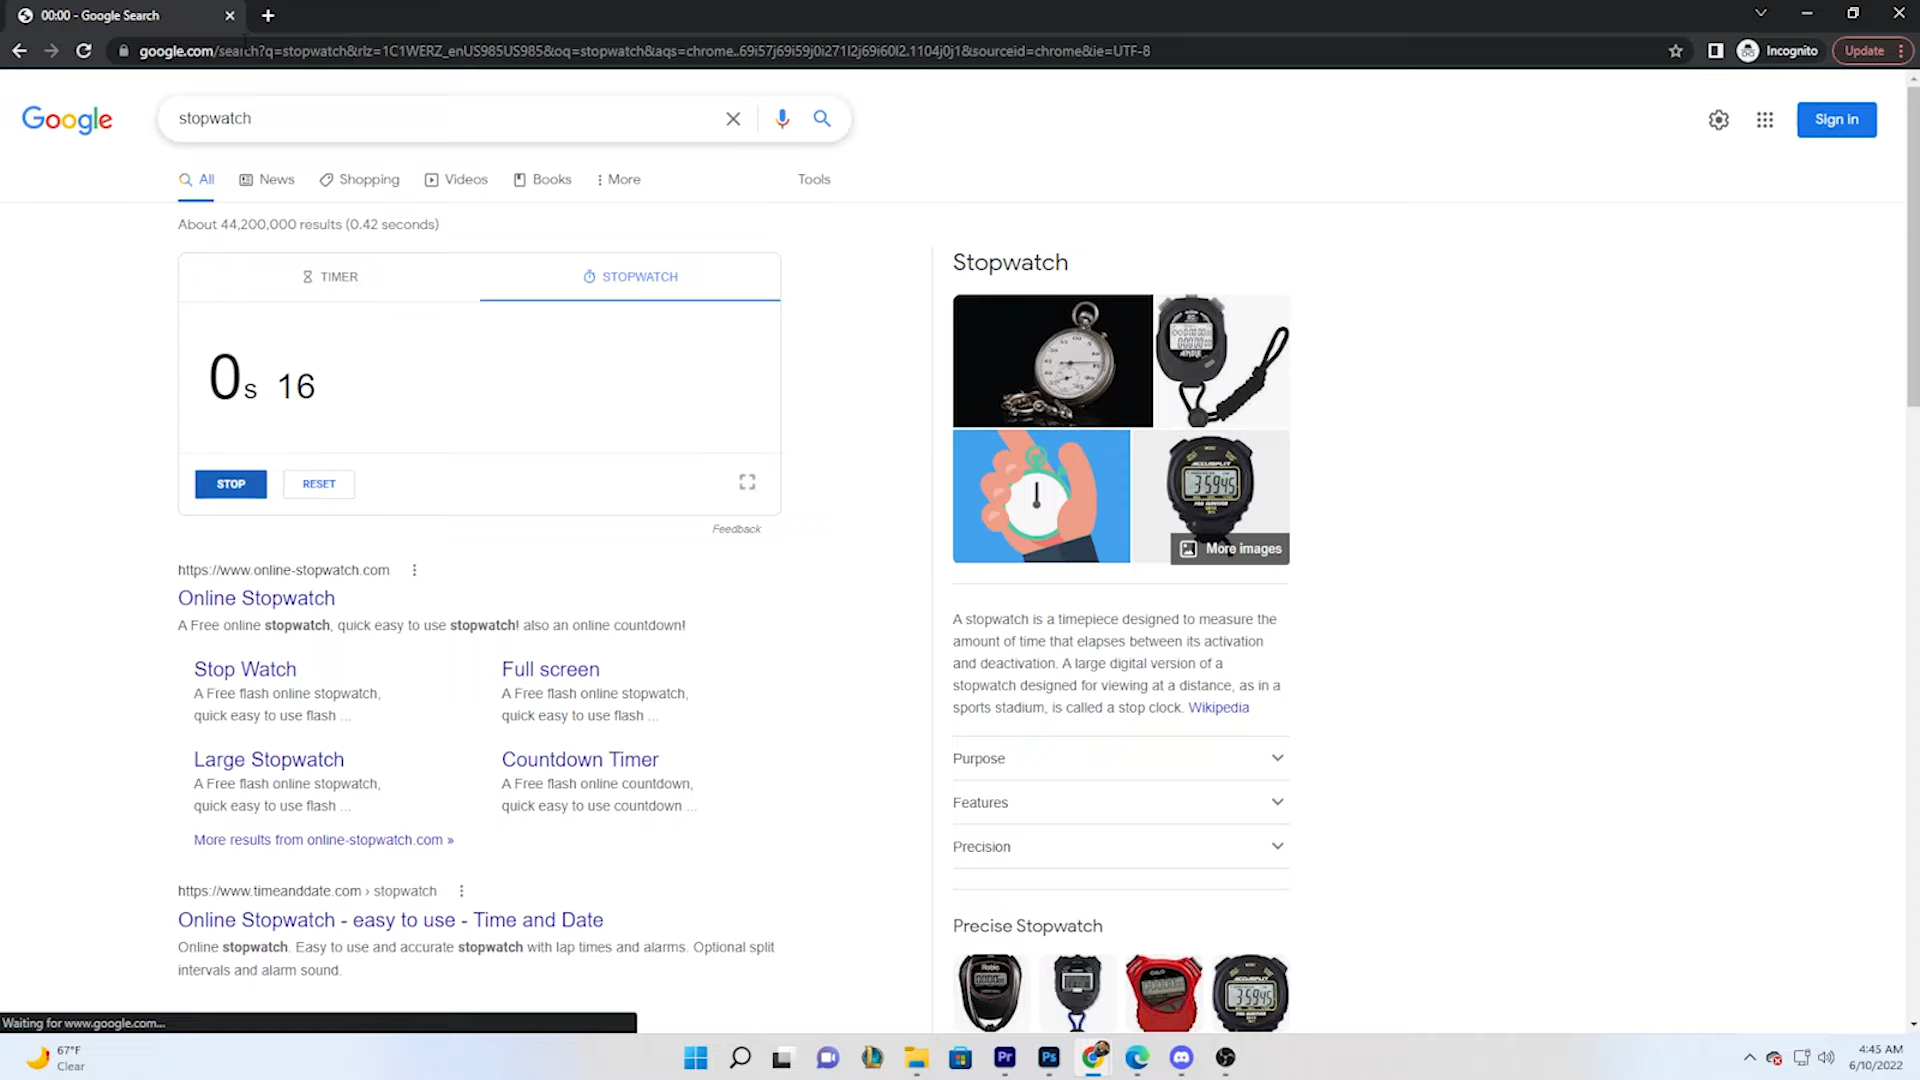 00:00 - Google Search
google.com/search?q=stopwatch&rlz=1C1WERZ_enUS985US985&oq=stopwatch&aqs=chrome..69i57j69i59j0i271l2j69i60l2.1104j0j1&sourceid=chrome&ie=UTF-8
Incognito
Update
Google
stopwatch
Sign in
All
News
Shopping
Videos
Books
More
Tools
About 44,200,000 results (0.42 seconds)
TIMER
STOPWATCH
0s 16
STOP
RESET
Feedback
https://www.online-stopwatch.com
Online Stopwatch
A Free online stopwatch, quick easy to use stopwatch! also an online countdown!
Stop Watch
A Free flash online stopwatch,
quick easy to use flash ...
Full screen
A Free flash online stopwatch,
quick easy to use flash ...
Large Stopwatch
A Free flash online stopwatch,
quick easy to use flash ...
Countdown Timer
A Free flash online countdown,
quick easy to use countdown ...
More results from online-stopwatch.com »
https://www.timeanddate.com › stopwatch
Online Stopwatch - easy to use - Time and Date
Online stopwatch. Easy to use and accurate stopwatch with lap times and alarms. Optional split
intervals and alarm sound.
Stopwatch
ACCUSPLIT
35945
More images
A stopwatch is a timepiece designed to measure the
amount of time that elapses between its activation
and deactivation. A large digital version of a
stopwatch designed for viewing at a distance, as in a
sports stadium, is called a stop clock. Wikipedia
Purpose
Features
Precision
Precise Stopwatch
Robic
ACCUSPLIT
35945
Waiting for www.google.com...
67°F
Clear
Pr
Ps
4:45 AM
6/10/2022